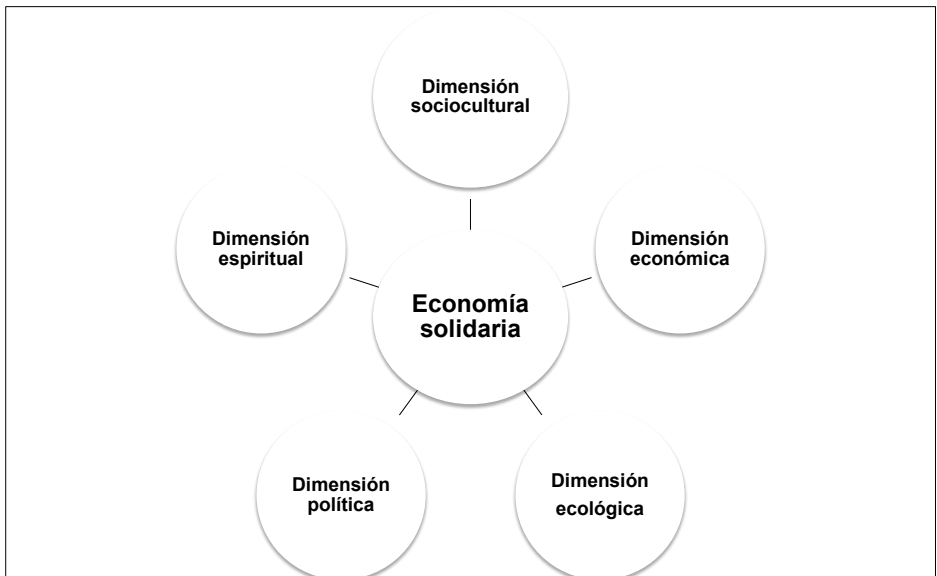 Dimensión
sociocultural
Dimensión
espiritual
Dimensión
económica
Economía
solidaria
Dimensión
política
Dimensión
ecológica